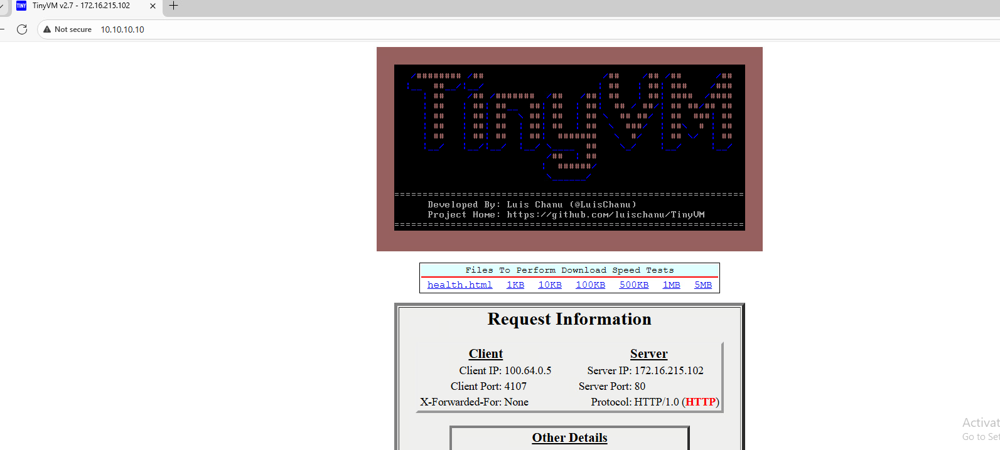 TINY TinyVM v2.7 - 172.16.215.102
Not secure 10.10.10.10
Developed By: Luis Chanu (@LuisChanu)
Project Home: https://github.com/luischanu/TinyVM
Files To Perform Download Speed Tests
health.html 1KB 10KB 100KB 500KB 1MB 5MB
Request Information
Client Server
Client IP: 100.64.0.5 Server IP: 172.16.215.102
Client Port: 4107 Server Port: 80
X-Forwarded-For: None Protocol: HTTP/1.0 (HTTP)
Other Details
Activat
Go to Set